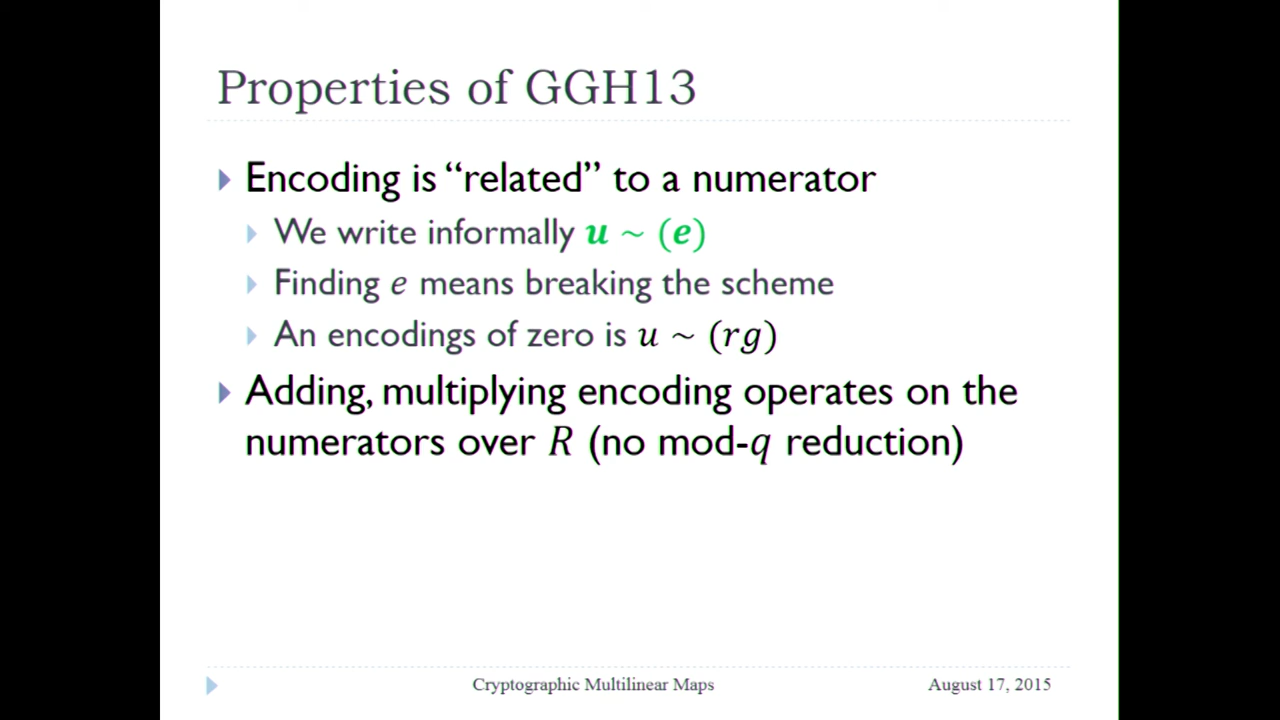 Properties of GGH13
Encoding is “related” to a numerator
We write informally u ~ (e)
Finding e means breaking the scheme
An encodings of zero is u ~ (rg)
Adding, multiplying encoding operates on the
numerators over R (no mod-q reduction)
Cryptographic Multilinear Maps
August 17, 2015